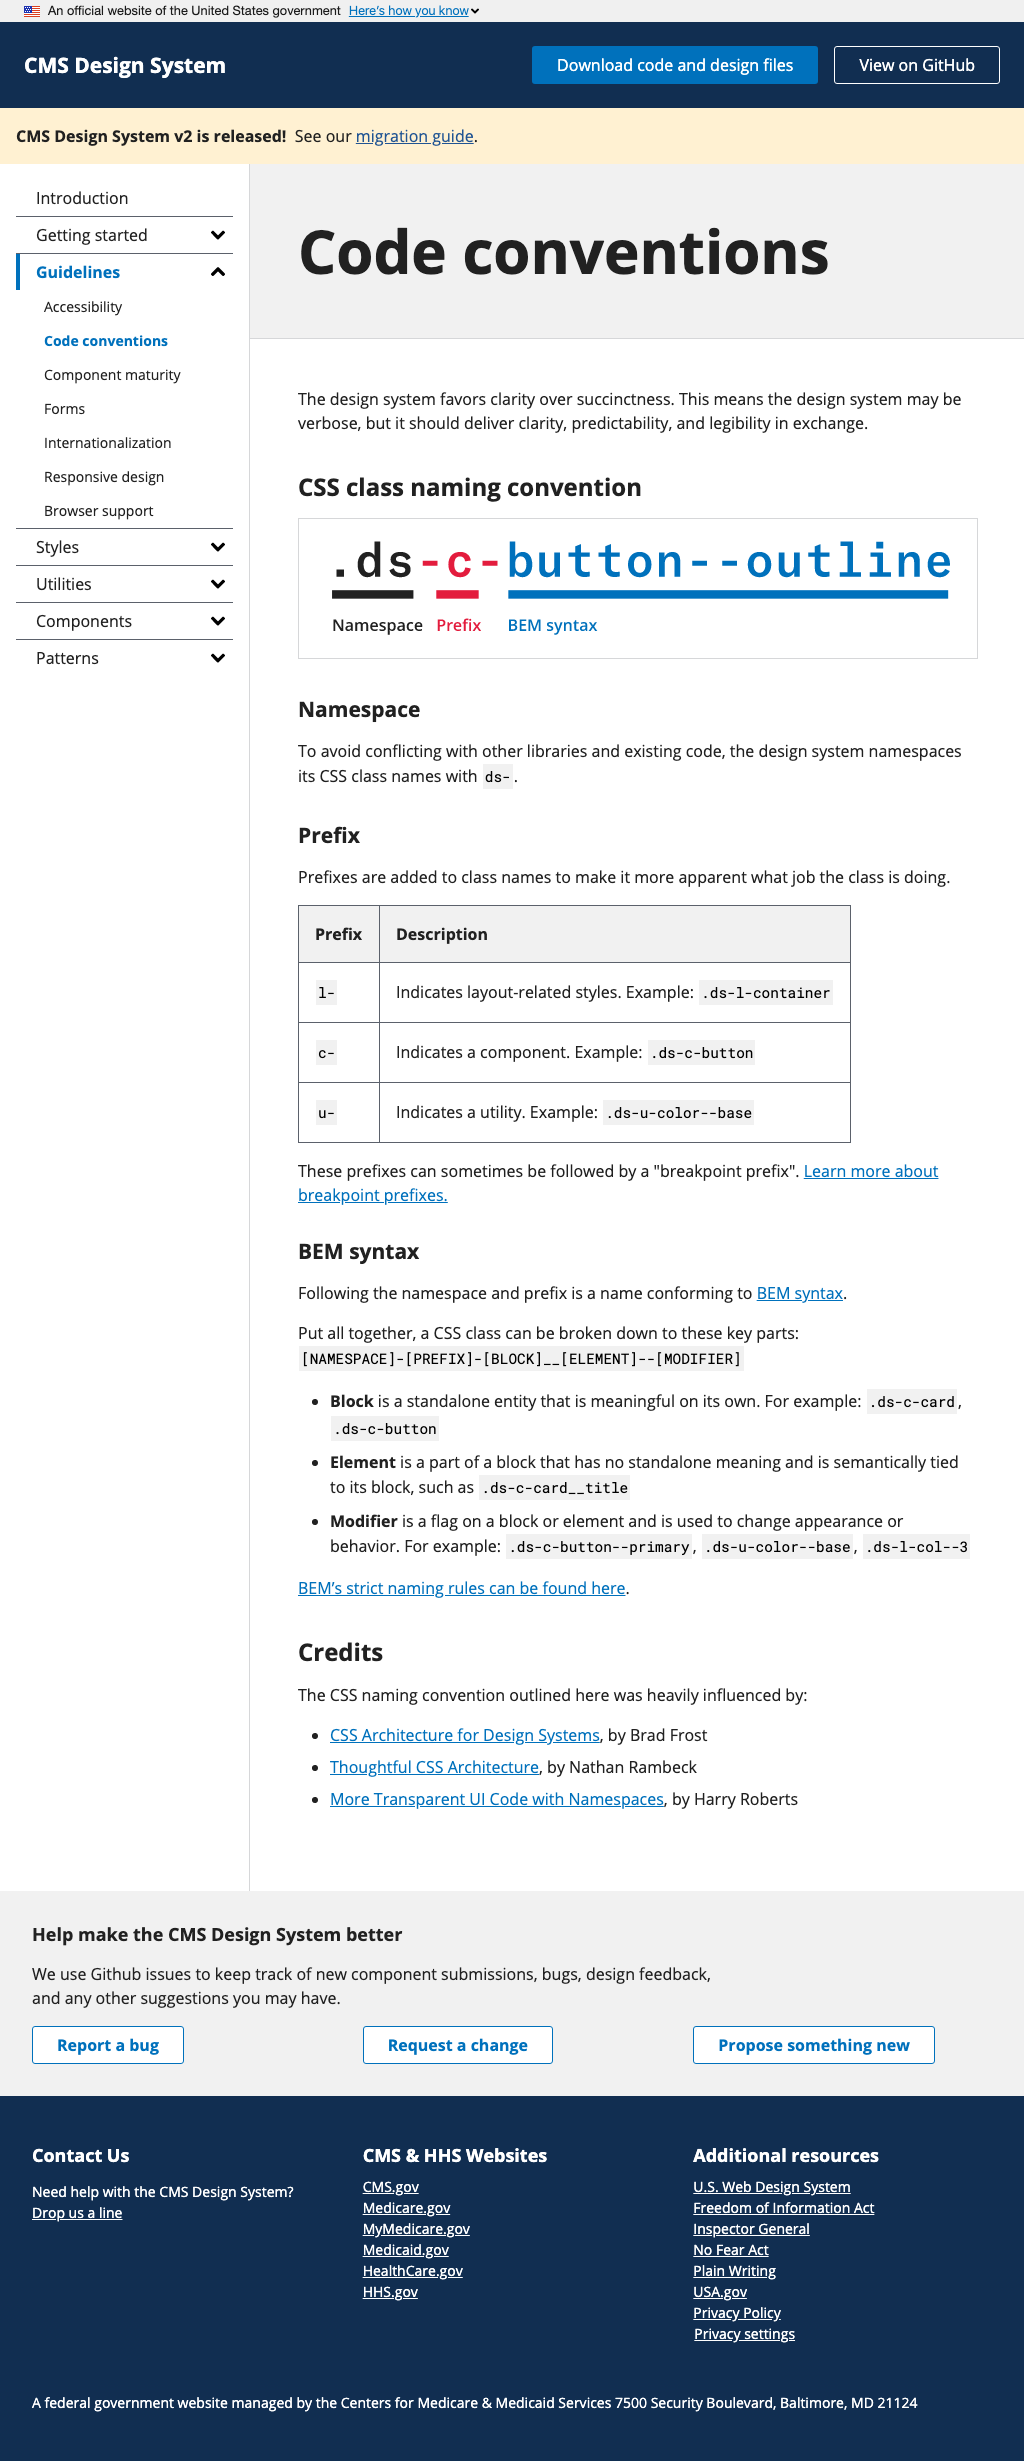 An official website of the United States government Here's how you know
CMS Design System
Download code and design files
View on GitHub
CMS Design System v2 is released! See our migration guide.
Introduction
Getting started
Guidelines
Accessibility
Code conventions
Component maturity
Forms
Internationalization
Responsive design
Browser support
Styles
Utilities
Components
Patterns
Code conventions
The design system favors clarity over succinctness. This means the design system may be
verbose, but it should deliver clarity, predictability, and legibility in exchange.
CSS class naming convention
.ds-c-button--outline
Namespace Prefix BEM syntax
Namespace
To avoid conflicting with other libraries and existing code, the design system namespaces
its CSS class names with ds-.
Prefix
Prefixes are added to class names to make it more apparent what job the class is doing.
Prefix Description
l- Indicates layout-related styles. Example: .ds-l-container
c- Indicates a component. Example: .ds-c-button
u- Indicates a utility. Example: .ds-u-color--base
These prefixes can sometimes be followed by a "breakpoint prefix". Learn more about
breakpoint prefixes.
BEM syntax
Following the namespace and prefix is a name conforming to BEM syntax.
Put all together, a CSS class can be broken down to these key parts:
[NAMESPACE]-[PREFIX]-[BLOCK]__[ELEMENT]--[MODIFIER]
Block is a standalone entity that is meaningful on its own. For example: .ds-c-card,
.ds-c-button
Element is a part of a block that has no standalone meaning and is semantically tied
to its block, such as .ds-c-card__title
Modifier is a flag on a block or element and is used to change appearance or
behavior. For example: .ds-c-button--primary, .ds-u-color--base, .ds-l-col--3
BEM’s strict naming rules can be found here.
Credits
The CSS naming convention outlined here was heavily influenced by:
CSS Architecture for Design Systems, by Brad Frost
Thoughtful CSS Architecture, by Nathan Rambeck
More Transparent UI Code with Namespaces, by Harry Roberts
Help make the CMS Design System better
We use Github issues to keep track of new component submissions, bugs, design feedback,
and any other suggestions you may have.
Report a bug
Request a change
Propose something new
Contact Us
Need help with the CMS Design System?
Drop us a line
CMS & HHS Websites
CMS.gov
Medicare.gov
MyMedicare.gov
Medicaid.gov
HealthCare.gov
HHS.gov
Additional resources
U.S. Web Design System
Freedom of Information Act
Inspector General
No Fear Act
Plain Writing
USA.gov
Privacy Policy
Privacy settings
A federal government website managed by the Centers for Medicare & Medicaid Services 7500 Security Boulevard, Baltimore, MD 21124